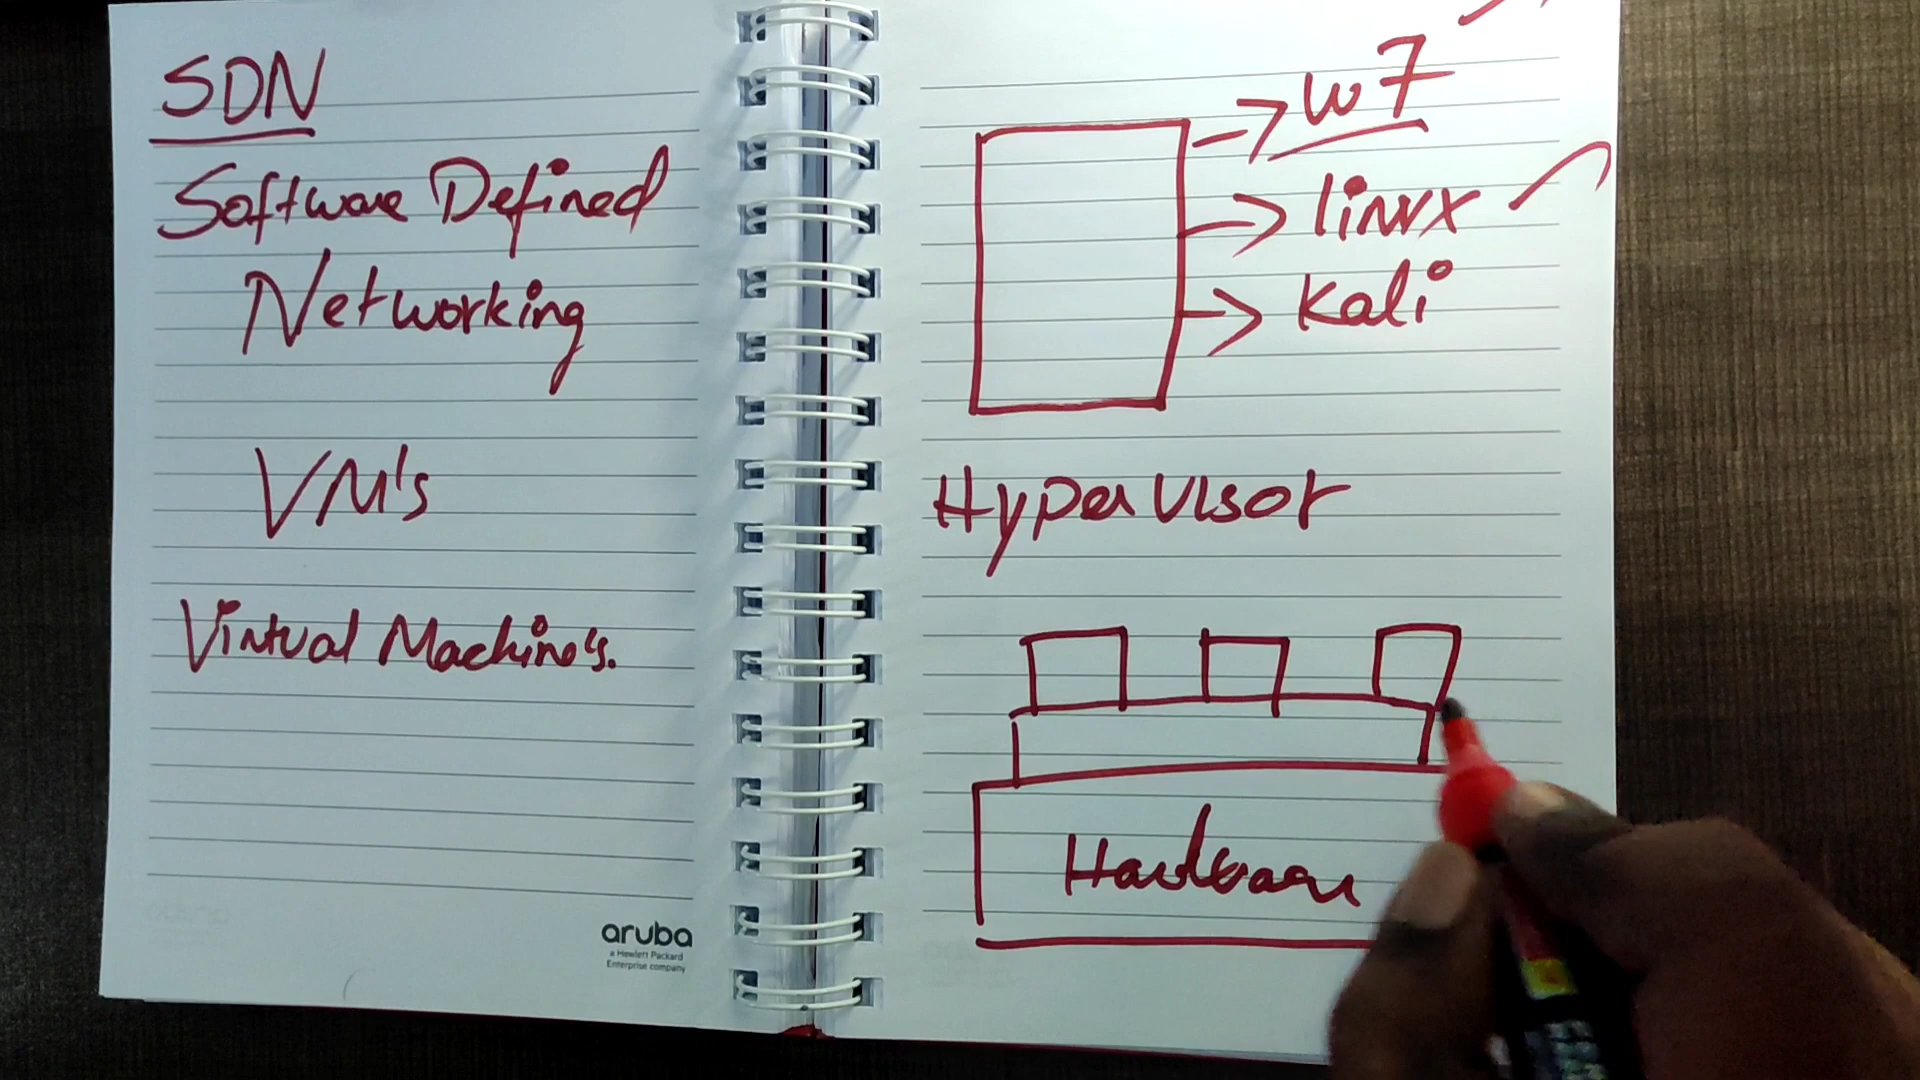 SDN
Software Defined
Networking
VM's
Virtual Machine's.
aruba
a Hewlett Packard
Enterprise company
W7
linux
Kali
Hypervisor
Hardware